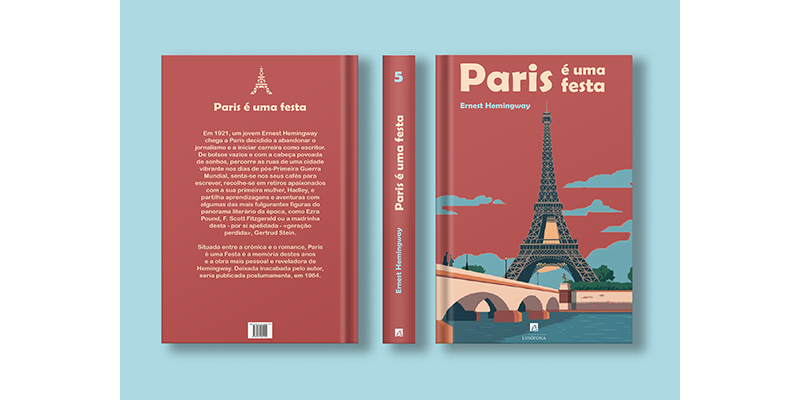 Paris é uma festa
Em 1921, um jovem Ernest Hemingway
chega a Paris decidido a abandonar o
jornalismo e a iniciar carreira como escritor.
De bolsos vazios e com a cabeça povoada
de sonhos, percorre as ruas de uma cidade
vibrante nos dias de pós-Primeira Guerra
Mundial, senta-se nos seus cafés para
escrever, recolhe-se em retiros apaixonados
com a sua primeira mulher, Hadley, e
partilha aprendizagens e aventuras com
algumas das mais fulgurantes figuras do
panorama literário da época, como Ezra
Pound, F. Scott Fitzgerald ou a madrinha
desta - por si apelidada - «geração
perdida», Gertrud Stein.
Situada entre a crónica e o romance, Paris
é uma Festa é a memória destes anos
e a obra mais pessoal e reveladora de
Hemingway. Deixada inacabada pelo autor,
seria publicada postumamente, em 1964.
5
Paris é uma festa
Ernest Hemingway
Paris é uma
festa
Ernest Hemingway
LUSÓFONA